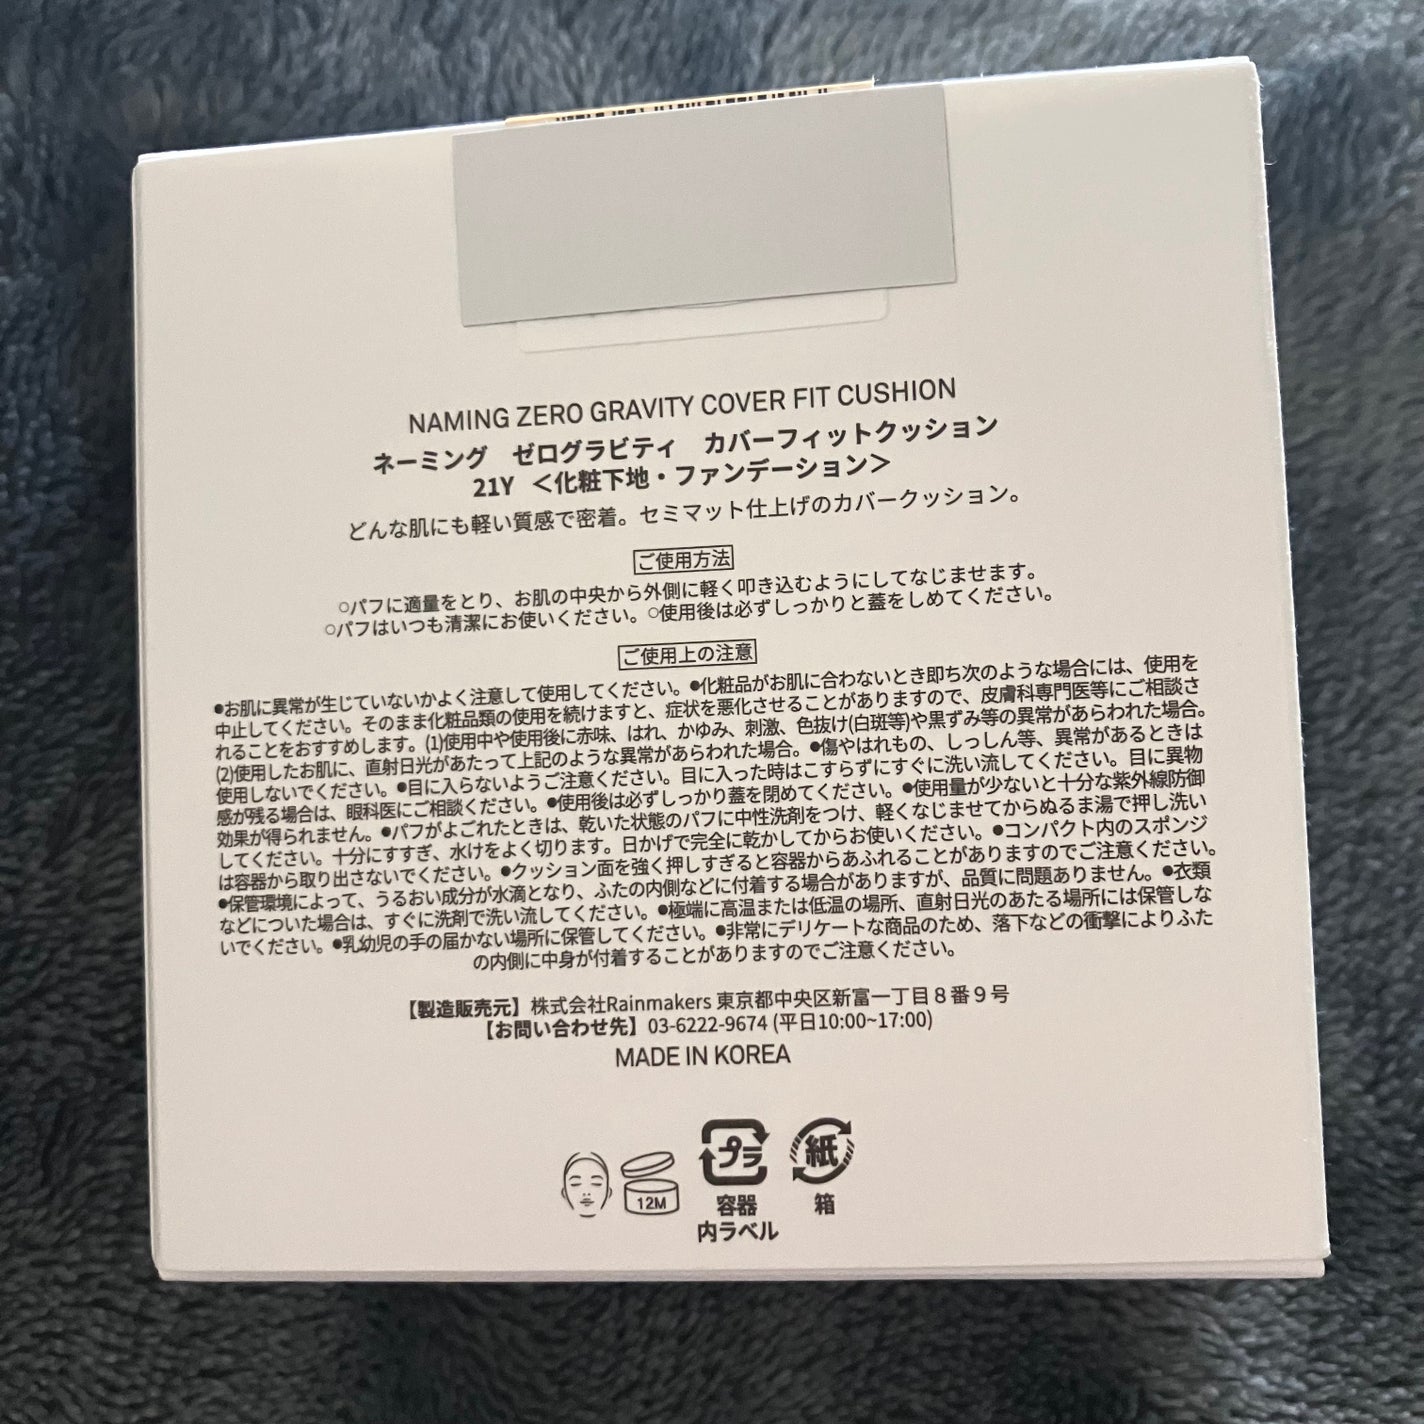 NAMING ZERO GRAVITY COVER FIT CUSHION
ネーミング ゼログラビティ カバーフィットクッション
21Y <化粧下地・ファンデーション>
どんな肌にも軽い質感で密着。セミマット仕上げのカバークッション。
ご使用方法
○パフに適量をとり、お肌の中央から外側に軽く叩き込むようにしてなじませます。
○パフはいつも清潔にお使いください。○使用後は必ずしっかりと蓋をしめてください。
ご使用上の注意
●お肌に異常が生じていないかよく注意して使用してください。●化粧品がお肌に合わないとき即ち次のような場合には、使用を
中止してください。そのまま化粧品類の使用を続けますと、症状を悪化させることがありますので、皮膚科専門医等にご相談さ
れることをおすすめします。(1)使用中や使用後に赤味、はれ、かゆみ、刺激、色抜け(白斑等)や黒ずみ等の異常があらわれた場合。
(2)使用したお肌に、直射日光があたって上記のような異常があらわれた場合。●傷やはれもの、しっしん等、異常があるときは
使用しないでください。●目に入らないようご注意ください。目に入った時はこすらずにすぐに洗い流してください。目に異物
感が残る場合は、眼科医にご相談ください。●使用後は必ずしっかり蓋を閉めてください。●使用量が少ないと十分な紫外線防御
効果が得られません。●パフがよごれたときは、乾いた状態のパフに中性洗剤をつけ、軽くなじませてからぬるま湯で押し洗い
してください。十分にすすぎ、水けをよく切ります。日かげで完全に乾かしてからお使いください。●コンパクト内のスポンジ
は容器から取り出さないでください。●クッション面を強く押しすぎると容器からあふれることがありますのでご注意ください。
●保管環境によって、うるおい成分が水滴となり、ふたの内側などに付着する場合がありますが、品質に問題ありません。●衣類
などについた場合は、すぐに洗剤で洗い流してください。●極端に高温または低温の場所、直射日光のあたる場所には保管しな
いでください。●乳幼児の手の届かない場所に保管してください。●非常にデリケートな商品のため、落下などの衝撃によりふた
の内側に中身が付着することがありますのでご注意ください。
【製造販売元】株式会社Rainmakers 東京都中央区新富一丁目8番9号
【お問い合わせ先】03-6222-9674 (平日10:00~17:00)
MADE IN KOREA
12M プラ 紙
容器 箱
内ラベル